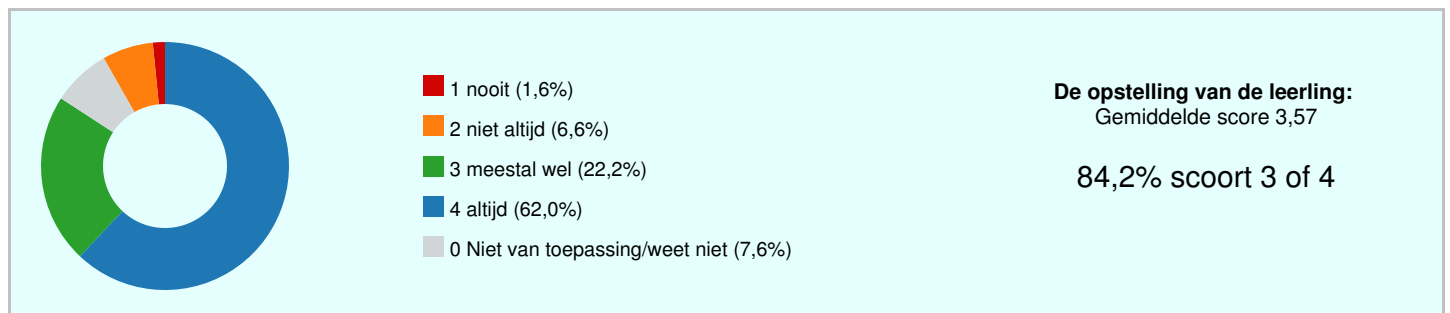 1 nooit (1,6%)
2 niet altijd (6,6%)
3 meestal wel (22,2%)
4 altijd (62,0%)
0 Niet van toepassing/weet niet (7,6%)
De opstelling van de leerling:
Gemiddelde score 3,57
84,2% scoort 3 of 4